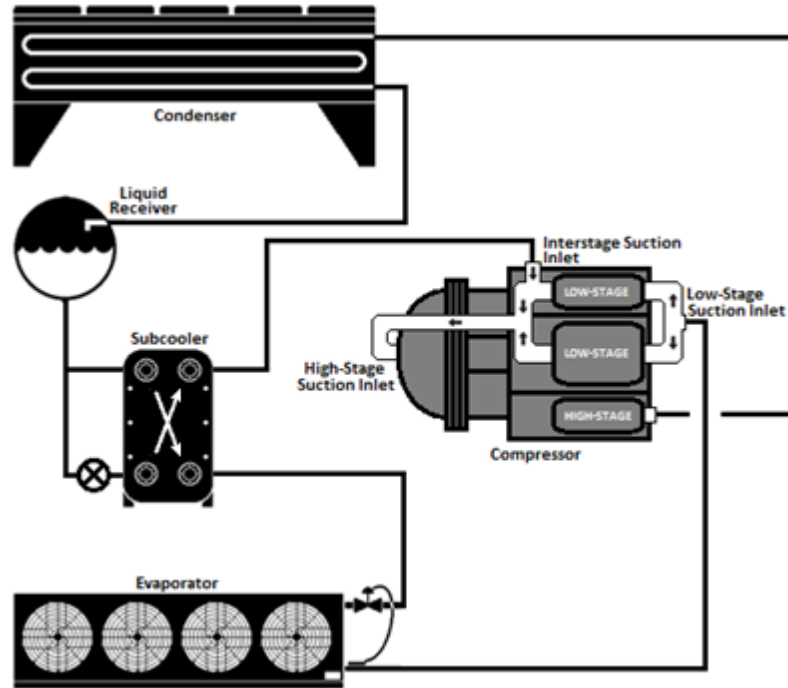 Condenser
Liquid
Receiver
Interstage Suction
Inlet
LOW-STAGE
Low-Stage
Suction Inlet
Subcooler
LOW-STAGE
High-Stage
Suction Inlet
HIGH-STAGE
Compressor
Evaporator